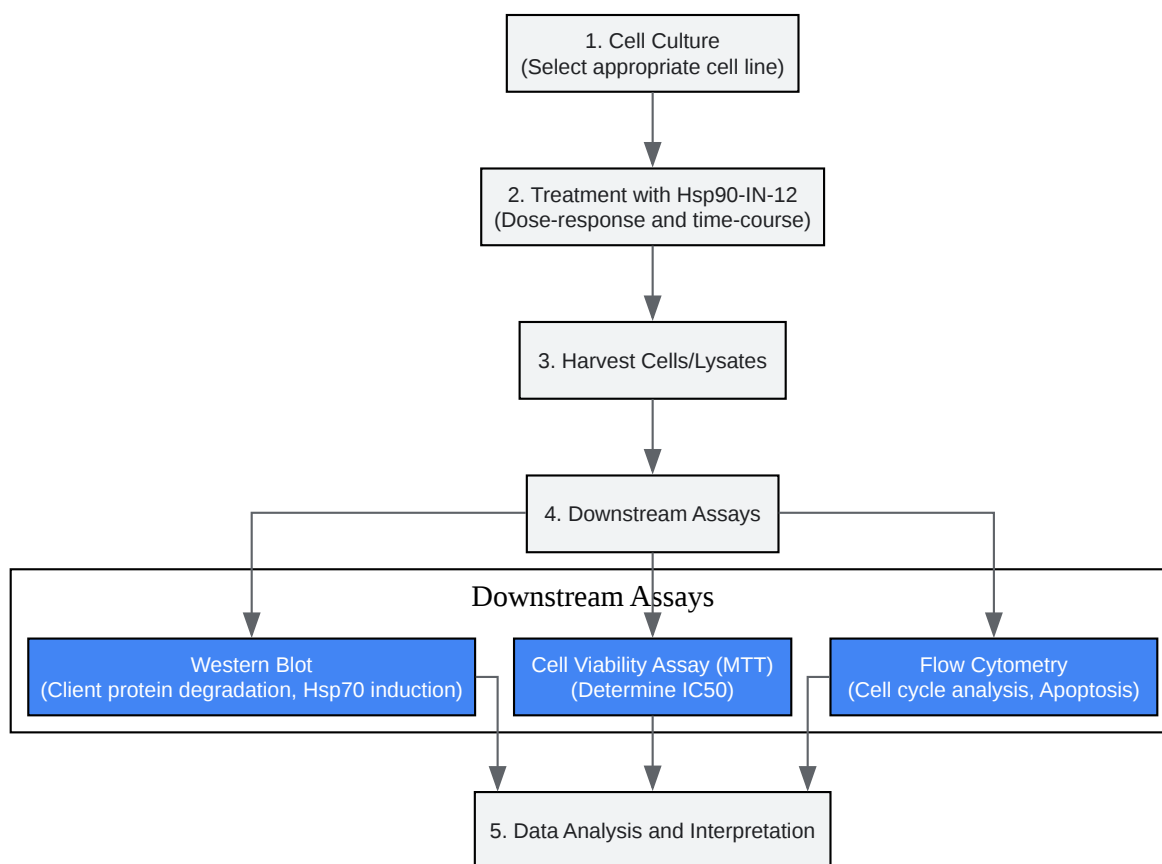 1. Cell Culture
(Select appropriate cell line)
2. Treatment with Hsp90-IN-12
(Dose-response and time-course)
3. Harvest Cells/Lysates
4. Downstream Assays
Downstream Assays
Western Blot
(Client protein degradation, Hsp70 induction)
Cell Viability Assay (MTT)
(Determine IC50)
Flow Cytometry
(Cell cycle analysis, Apoptosis)
5. Data Analysis and Interpretation